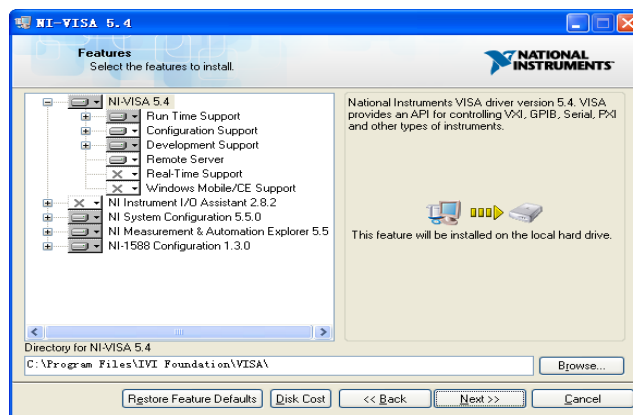 NI-VISA 5.4
Features
Select the features to install.
NATIONAL
INSTRUMENTS™
NI-VISA 5.4
Run Time Support
Configuration Support
Development Support
Remote Server
Real-Time Support
Windows Mobile/CE Support
NI Instrument I/O Assistant 2.8.2
NI System Configuration 5.5.0
NI Measurement & Automation Explorer 5.5
NI-1588 Configuration 1.3.0
National Instruments VISA driver version 5.4. VISA
provides an API for controlling VXI, GPIB, Serial, PXI
and other types of instruments.
This feature will be installed on the local hard drive.
Directory for NI-VISA 5.4
C:\Program Files\IVI Foundation\VISA\
Browse...
Restore Feature Defaults
Disk Cost
<< Back
Next >>
Cancel